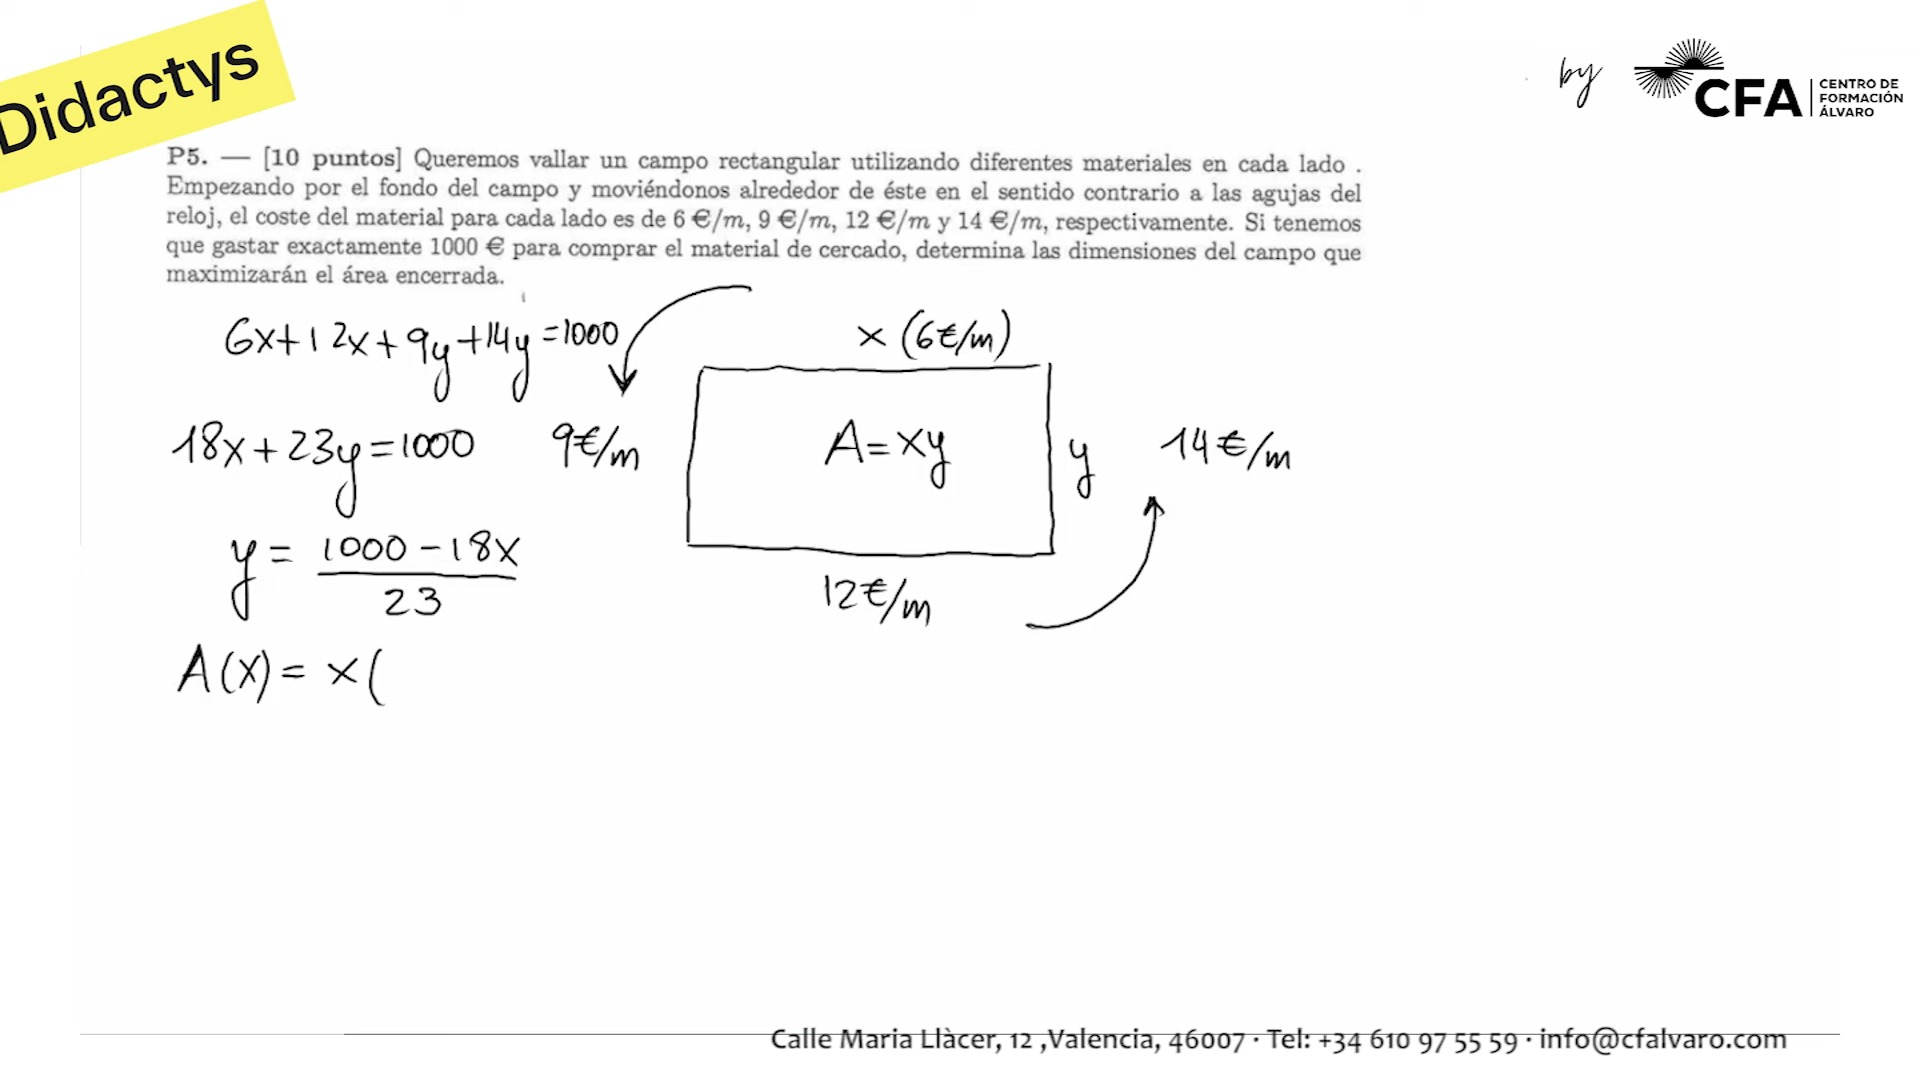 Didactys
by
CFA
CENTRO DE
FORMACIÓN
ÁLVARO
P5. — [10 puntos] Queremos vallar un campo rectangular utilizando diferentes materiales en cada lado .
Empezando por el fondo del campo y moviéndonos alrededor de éste en el sentido contrario a las agujas del
reloj, el coste del material para cada lado es de 6 €/m, 9 €/m, 12 €/m y 14 €/m, respectivamente. Si tenemos
que gastar exactamente 1000 € para comprar el material de cercado, determina las dimensiones del campo que
maximizarán el área encerrada.
6x+12x+9y+14y=1000
x (6€/m)
18x+23y=1000
9€/m
A=xy
y
14€/m
y = 1000-18x
23
12€/m
A(x)= x(
Calle Maria Llàcer, 12 ,Valencia, 46007 · Tel: +34 610 97 55 59 · info@cfalvaro.com